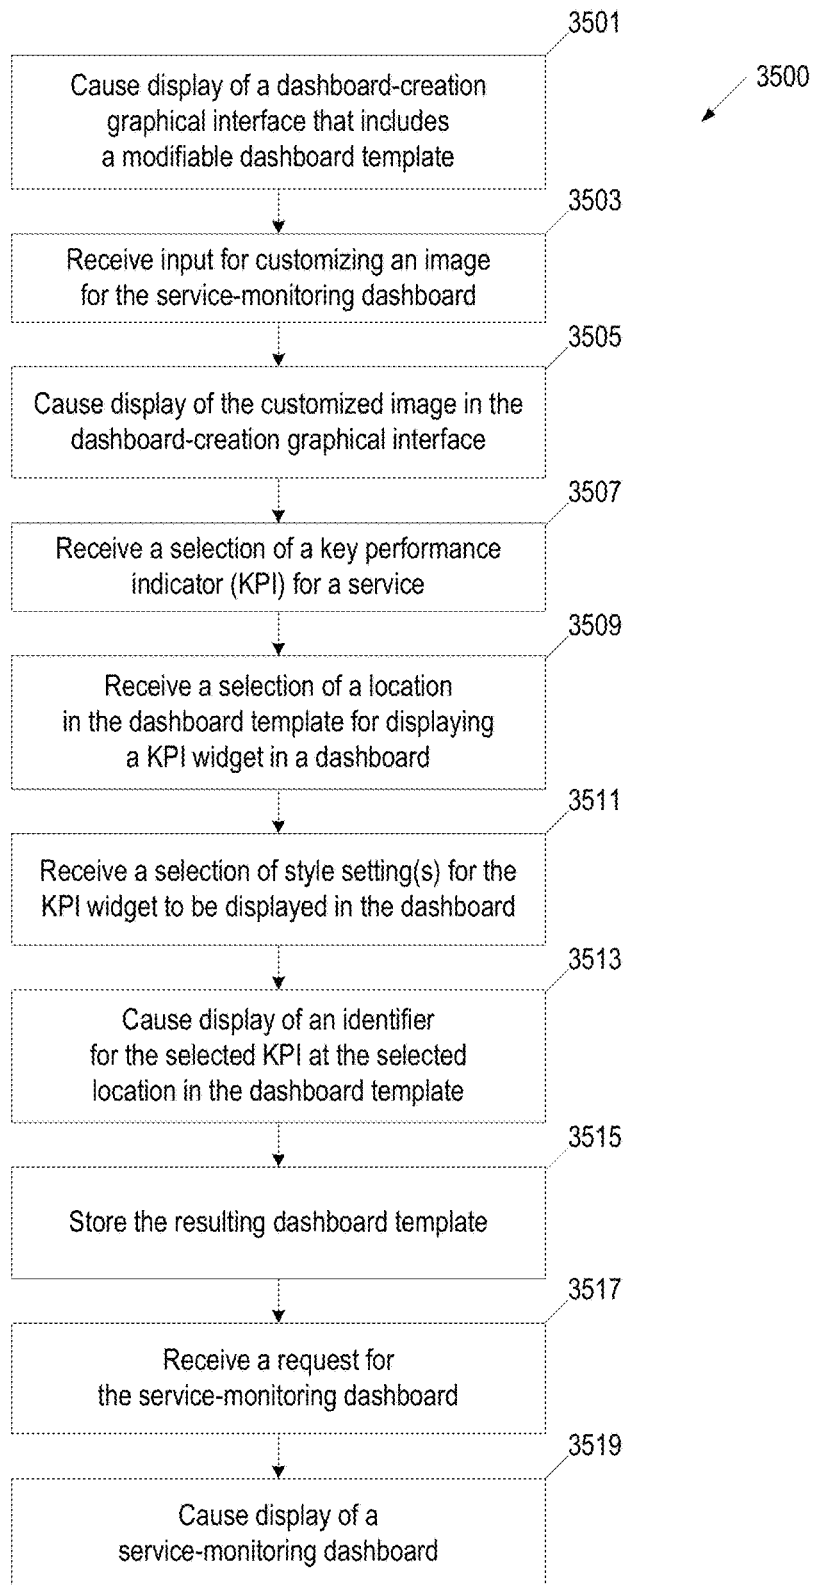 3501
3500
Cause display of a dashboard-creation
graphical interface that includes
a modifiable dashboard template
3503
Receive input for customizing an image
for the service-monitoring dashboard
3505
Cause display of the customized image in the
dashboard-creation graphical interface
3507
Receive a selection of a key performance
indicator (KPI) for a service
3509
Receive a selection of a location
in the dashboard template for displaying
a KPI widget in a dashboard
3511
Receive a selection of style setting(s) for the
KPI widget to be displayed in the dashboard
3513
Cause display of an identifier
for the selected KPI at the selected
location in the dashboard template
3515
Store the resulting dashboard template
3517
Receive a request for
the service-monitoring dashboard
3519
Cause display of a
service-monitoring dashboard